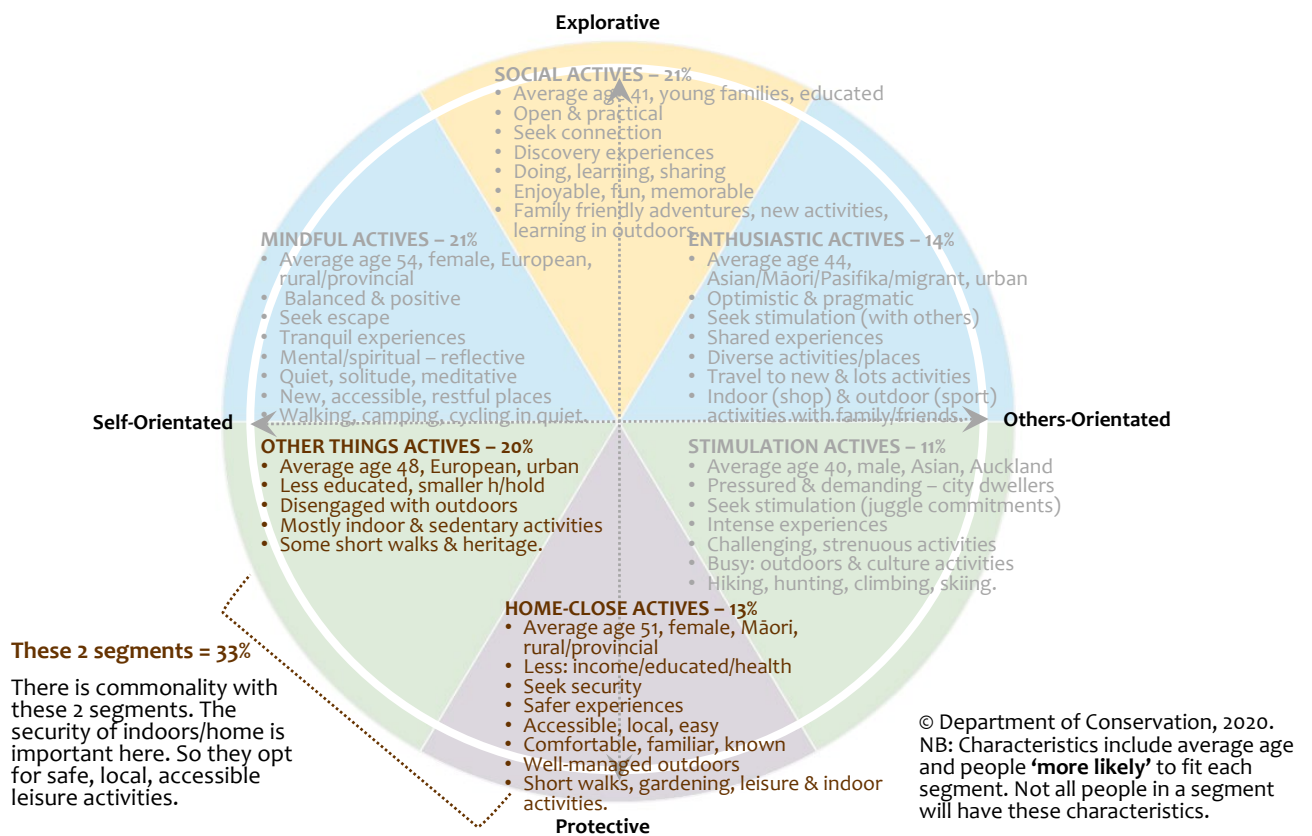 Explorative
SOCIAL ACTIVES – 21%
• Average age 41, young families, educated
• Open & practical
• Seek connection
• Discovery experiences
• Doing, learning, sharing
• Enjoyable, fun, memorable
• Family friendly adventures, new activities,
learning in outdoors.
MINDFUL ACTIVES – 21%
• Average age 54, female, European,
rural/provincial
• Balanced & positive
• Seek escape
• Tranquil experiences
• Mental/spiritual – reflective
• Quiet, solitude, meditative
• New, accessible, restful places
• Walking, camping, cycling in quiet.
ENTHUSIASTIC ACTIVES – 14%
• Average age 44,
Asian/Māori/Pasifika/migrant, urban
• Optimistic & pragmatic
• Seek stimulation (with others)
• Shared experiences
• Diverse activities/places
• Travel to new & lots activities
• Indoor (shop) & outdoor (sport)
activities with family/friends.
Self-Orientated
Others-Orientated
OTHER THINGS ACTIVES – 20%
• Average age 48, European, urban
• Less educated, smaller h/hold
• Disengaged with outdoors
• Mostly indoor & sedentary activities
• Some short walks & heritage.
STIMULATION ACTIVES – 11%
• Average age 40, male, Asian, Auckland
• Pressured & demanding – city dwellers
• Seek stimulation (juggle commitments)
• Intense experiences
• Challenging, strenuous activities
• Busy: outdoors & culture activities
• Hiking, hunting, climbing, skiing.
HOME-CLOSE ACTIVES – 13%
• Average age 51, female, Māori,
rural/provincial
• Less: income/educated/health
• Seek security
• Safer experiences
• Accessible, local, easy
• Comfortable, familiar, known
• Well-managed outdoors
• Short walks, gardening, leisure & indoor
activities.
Protective
These 2 segments = 33%
There is commonality with
these 2 segments. The
security of indoors/home is
important here. So they opt
for safe, local, accessible
leisure activities.
© Department of Conservation, 2020.
NB: Characteristics include average age
and people ‘more likely’ to fit each
segment. Not all people in a segment
will have these characteristics.